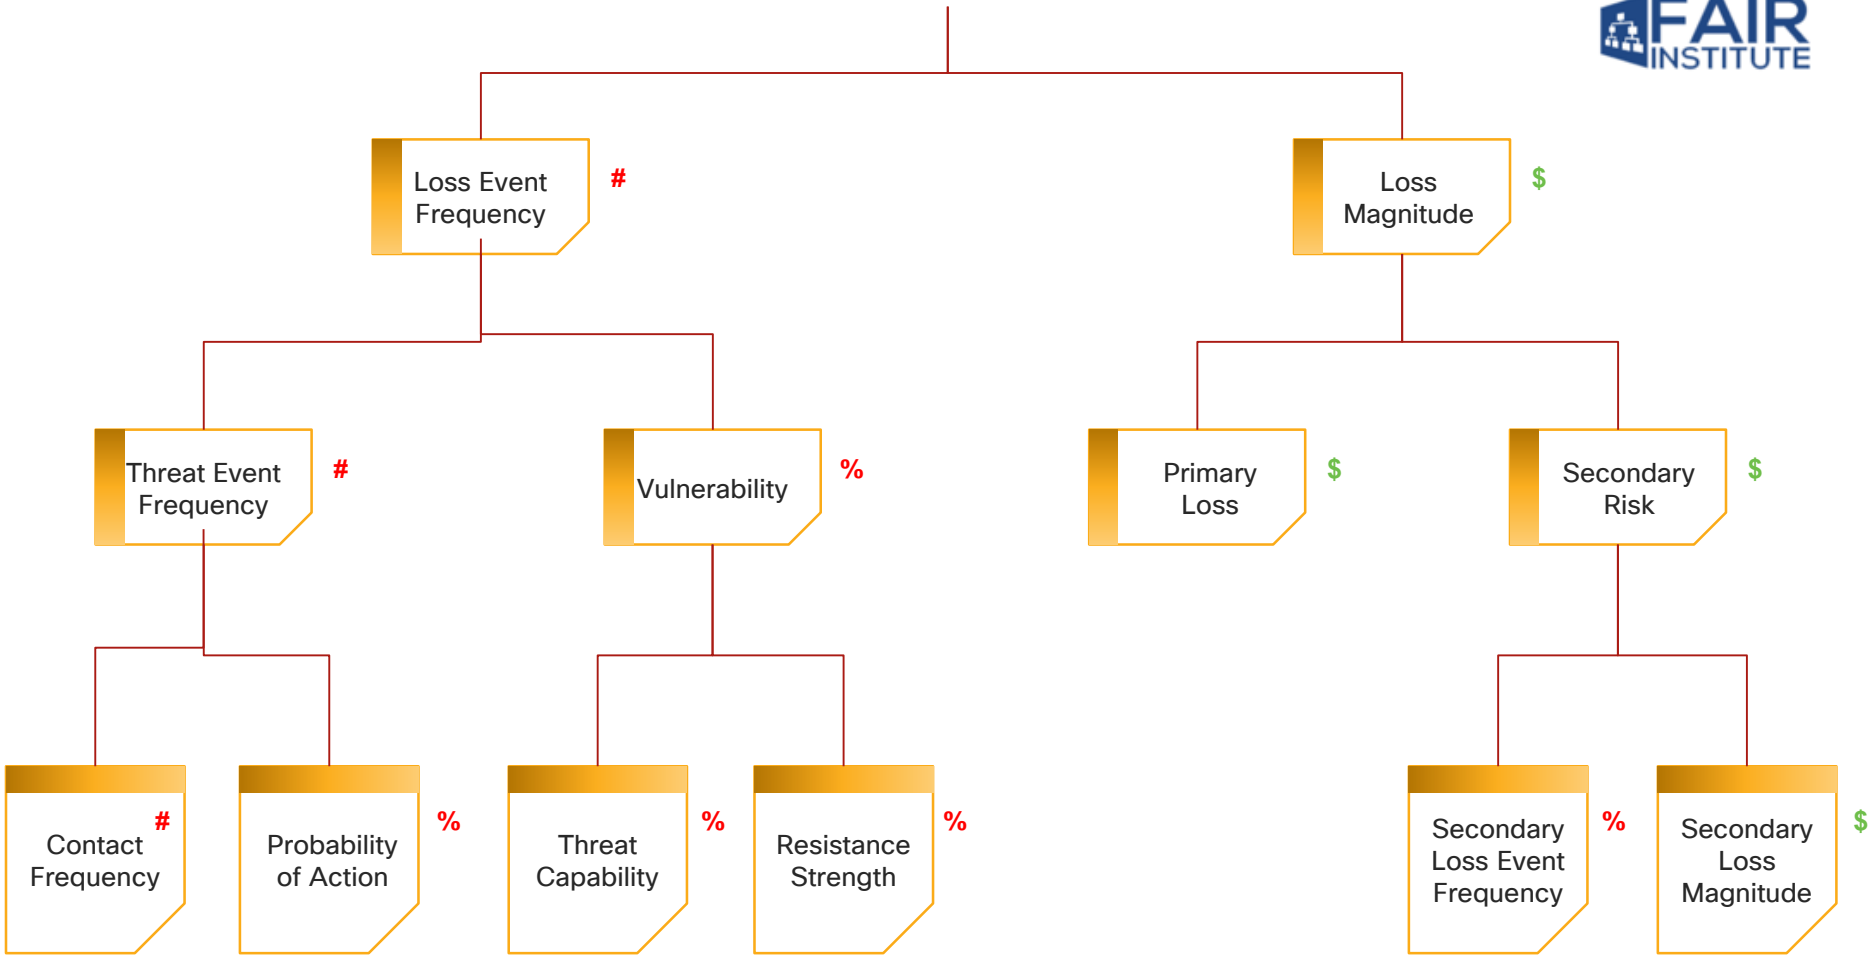 FAIR
INSTITUTE
Loss Event
Frequency
#
Loss
Magnitude
$
Threat Event
Frequency
#
Vulnerability
%
Primary
Loss
$
Secondary
Risk
$
Contact
Frequency
#
Probability
of Action
%
Threat
Capability
%
Resistance
Strength
%
Secondary
Loss Event
Frequency
%
Secondary
Loss
Magnitude
$